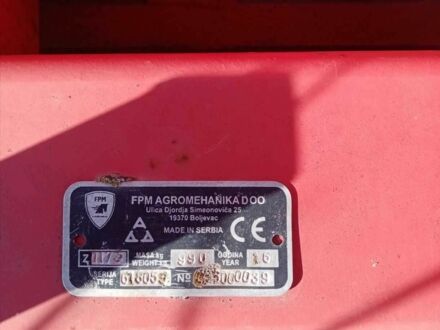 FPM AGROMEHANIKA DOO
Ulica Djordja Simeonovića 25
19370 Boljevac
MADE IN SERBIA
FPM
CE
MASA kg 990 GODINA 16
WEIGHT YEAR
SERIJA
TYPE No